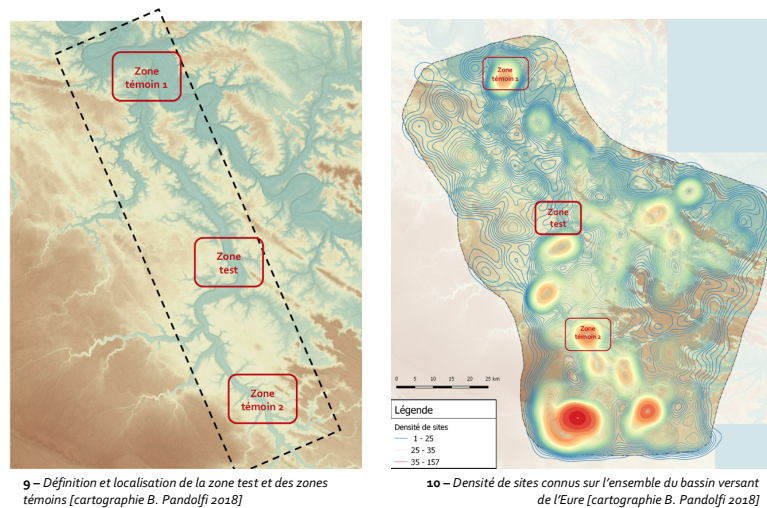 Zone
témoin 1
Zone
test
Zone
témoin 2
9 – Définition et localisation de la zone test et des zones
témoins [cartographie B. Pandolfi 2018]
Zone
témoin 1
Zone
test
Zone
témoin 2
0 5 10 15 20 25 km
Légende
Densité de sites
1 - 25
25 - 35
35 - 157
10 – Densité de sites connus sur l'ensemble du bassin versant
de l'Eure [cartographie B. Pandolfi 2018]